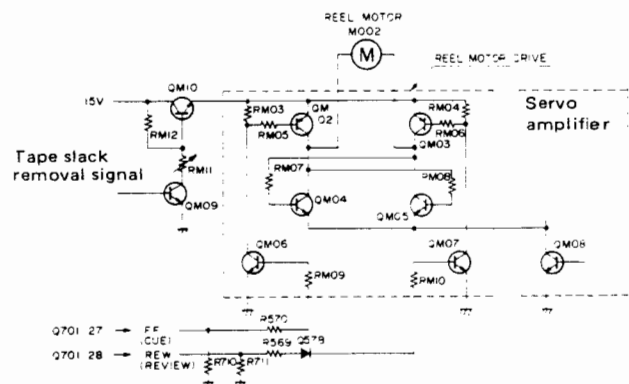 REEL MOTOR
M002
M
REEL MOTOR DRIVE
QM10
15V
RM03
QM
02
RM04
Servo
amplifier
RM12
RM05
RM06
QM03
Tape slack
removal signal
RM11
RM07
RM08
QM09
QM04
QM05
QM06
QM07
QM08
RM09
RM10
Q701 27
FF
(CUE)
R570
Q701 28
REW
(REVIEW)
R569
Q579
R710
R711